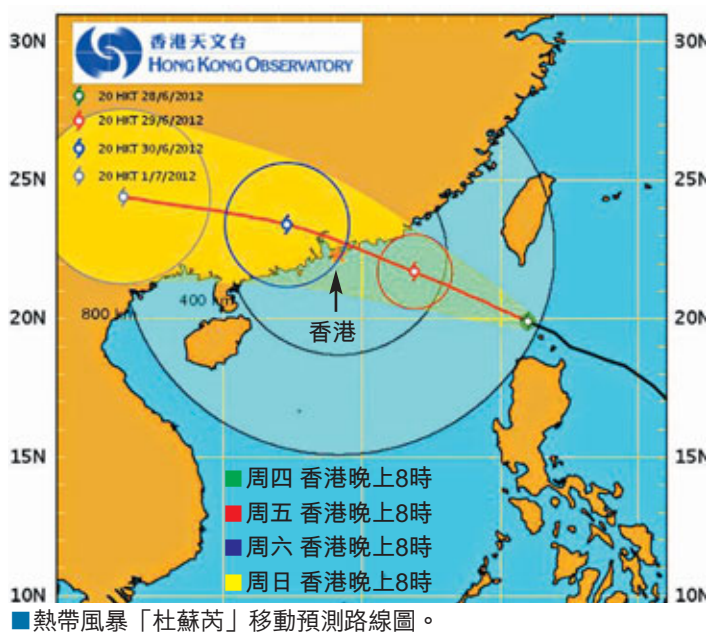 香港天文台
HONG KONG OBSERVATORY
20 HKT 28/6/2012
20 HKT 29/6/2012
20 HKT 30/6/2012
20 HKT 1/7/2012
30N
30N
25N
25N
20N
20N
15N
15N
10N
10N
400 km
800 km
香港
周四 香港晚上8時
周五 香港晚上8時
周六 香港晚上8時
周日 香港晚上8時
熱帶風暴「杜蘇芮」移動預測路線圖。